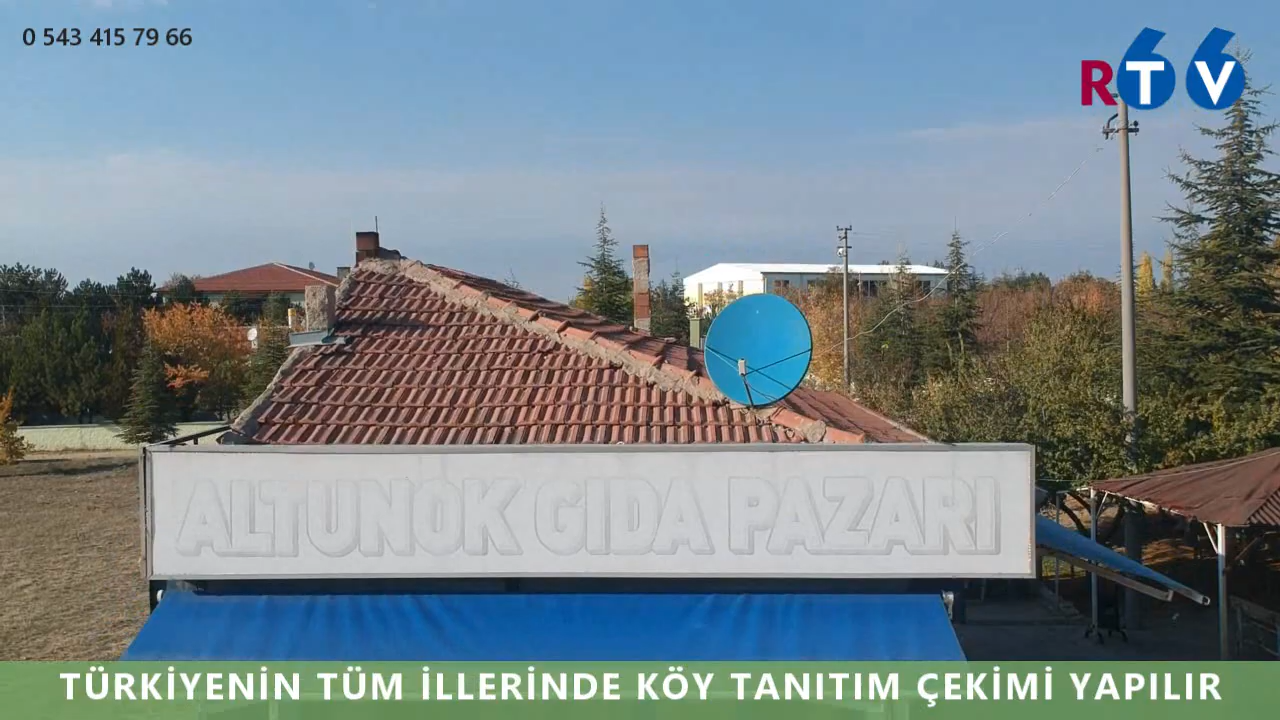 0 543 415 79 66
RTV
66
ALTUNOK GIDA PAZARI
TÜRKİYENİN TÜM İLLERİNDE KÖY TANITIM ÇEKİMİ YAPILIR